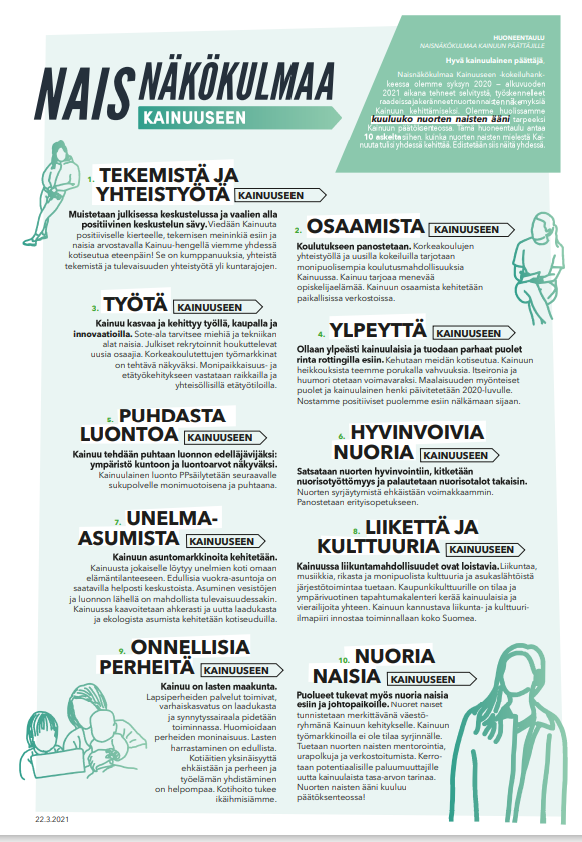 HUONEENTAULU
NAISNÄKÖKULMAA KAINUUN PÄÄTTÄJILLE
Hyvä kainuulainen päättäjä,
Naisnäkökulmaa Kainuuseen -kokeiluhenk-
keessa olemme syksyn 2020 – alkuvuoden
2021 aikana tehneet selvitystä, työskennelleet
raadeissa ja keränneet nuorten naisten näkemyksiä
Kainuun kehittämiseksi. Olemme huolissamme
kuuluuko nuorten naisten ääni tarpeeksi
Kainuun päätöksenteossa. Tämä huoneentaulu antaa
10 askelta siihen, kuinka nuorten naisten mielestä Kai-
nuuta tulisi yhdessä kehittää. Edistetään siis näitä yhdessä.
NAISNÄKÖKULMAA
KAINUUSEEN
1. TEKEMISTÄ JA
YHTEISTYÖTÄ KAINUUSEEN
Muistetaan julkisessa keskustelussa ja vaalien alla
positiivinen keskustelun sävy. Viedään Kainuuta
positiiviselle kierteelle, tekemisen meininkiä esiin ja
naisia arvostavalla Kainuu-hengellä viemme yhdessä
kotiseutua eteenpäin! Se on kumppanuuksia, yhteistä
tekemistä ja tulevaisuuden yhteistyötä yli kuntarajojen.
2. OSAAMISTA KAINUUSEEN
Koulutukseen panostetaan. Korkeakoulujen
yhteistyöllä ja uusilla kokeiluilla tarjotaan
monipuolisempia koulutusmahdollisuuksia
Kainuussa. Kainuu tarjoaa menevää
opiskelijaelämää. Kainuun osaamista kehitetään
paikallisissa verkostoissa.
3. TYÖTÄ KAINUUSEEN
Kainuu kasvaa ja kehittyy työllä, kaupalla ja
innovaatioilla. Sote-ala tarvitsee miehiä ja tekniikan
alat naisia. Julkiset rekrytoinnit houkuttelevat
uusia osaajia. Korkeakoulutettujen työmarkkinat
on tehtävä näkyväksi. Monipaikkaisuus- ja
etätyökehitykseen vastataan raikkailla ja
yhteisöllisillä etätyötiloilla.
4. YLPEYTTÄ KAINUUSEEN
Ollaan ylpeästi kainuulaisia ja tuodaan parhaat puolet
rinta rottingilla esiin. Kehutaan meidän kotiseutua. Kainuun
heikkouksista teemme porukalla vahvuuksia. Itseironia ja
huumori otetaan voimavaraksi. Maalaisuuden myönteiset
puolet ja kainuulainen henki päivitetetään 2020-luvulle.
Nostamme positiiviset puolemme esiin nälkämaan sijaan.
5. PUHDASTA
LUONTOA KAINUUSEEN
Kainuu tehdään puhtaan luonnon edelläjävijäksi:
ympäristö kuntoon ja luontoarvot näkyväksi.
Kainuulainen luonto PPsäilytetään seuraavalle
sukupolvelle monimuotoisena ja puhtaana.
6. HYVINVOIVIA
NUORIA KAINUUSEEN
Satsataan nuorten hyvinvointiin, kitketään
nuorisotyöttömyys ja palautetaan nuorisotalot takaisin.
Nuorten syrjäytymistä ehkäistään voimakkaammin.
Panostetaan erityisopetukseen.
7. UNELMA-
ASUMISTA KAINUUSEEN
Kainuun asuntomarkkinoita kehitetään.
Kainuusta jokaiselle löytyy unelmien koti omaan
elämäntilanteeseen. Edullisia vuokra-asuntoja on
saatavilla helposti keskustoista. Asuminen vesistöjen
ja luonnon lähellä on mahdollista tulevaisuudessakin.
Kainuussa kaavoitetaan ahkerasti ja uutta laadukasta
ja ekologista asumista kehitetään kotiseuduilla.
8. LIIKETTÄ JA
KULTTUURIA KAINUUSEEN
Kainuussa liikuntamahdollisuudet ovat loistavia. Liikuntaa,
musiikkia, rikasta ja monipuolista kulttuuria ja asukaslähtöistä
järjestötoimintaa tuetaan. Kaupunkikulttuurille on tilaa ja
ympärivuotinen tapahtumakalenteri kerää kainuulaisia ja
vierailijoita yhteen. Kainuun kannustava liikunta- ja kulttuuri-
ilmapiiri innostaa toiminnallaan koko Suomea.
9. ONNELLISIA
PERHEITÄ KAINUUSEEN
Kainuu on lasten maakunta.
Lapsiperheiden palvelut toimivat,
varhaiskasvatus on laadukasta
ja synnytyssairaala pidetään
toiminnassa. Huomioidaan
perheiden moninaisuus. Lasten
harrastaminen on edullista.
Kotiäitien yksinäisyyttä
ehkäistään ja perheen ja
työelämän yhdistäminen
on helpompaa. Kotihoito tukee
ikäihmisiämme.
10. NUORIA
NAISIA KAINUUSEEN
Puolueet tukevat myös nuoria naisia
esiin ja johtopaikoille. Nuoret naiset
tunnistetaan merkittävänä väestö-
ryhmänä Kainuun kehitykselle. Kainuun
työmarkkinoilla ei ole tilaa syrjinnälle.
Tuetaan nuorten naisten mentorointia,
urapolkuja ja verkostoitumista. Kerro-
taan potentiaalisille paluumuuttajille
uutta kainuulaista tasa-arvon tarinaa.
Nuorten naisten ääni kuuluu
päätöksenteossa!
22.3.2021